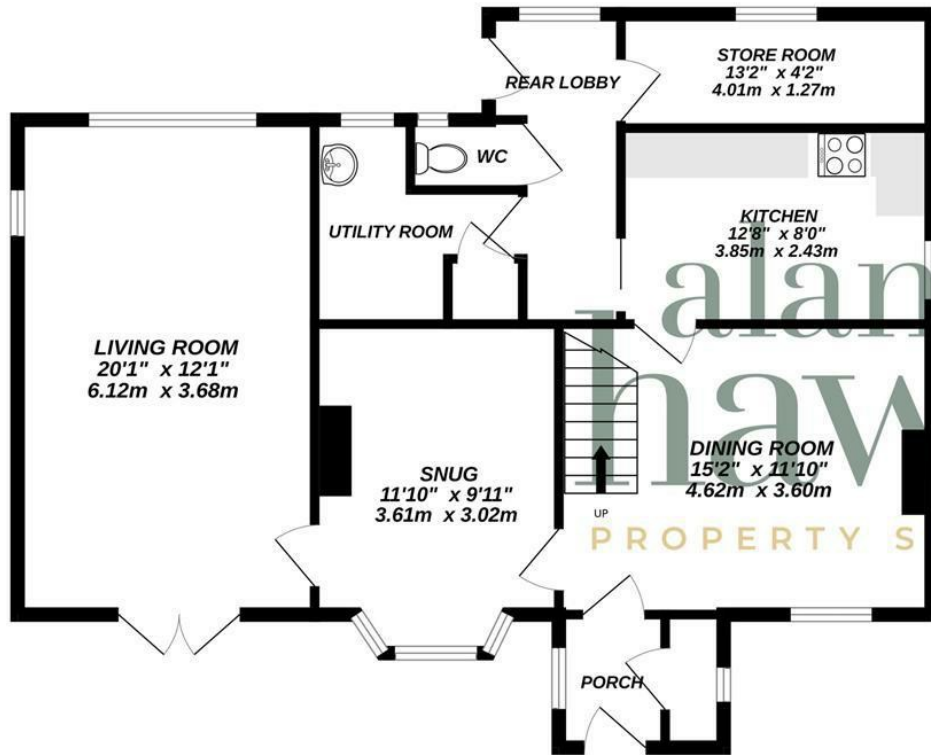 STORE ROOM
13'2" x 4'2"
4.01m x 1.27m
REAR LOBBY
WC
KITCHEN
12'8" x 8'0"
3.85m x 2.43m
UTILITY ROOM
alan
LIVING ROOM
20'1" x 12'1"
6.12m x 3.68m
haw
SNUG
11'10" x 9'11"
3.61m x 3.02m
DINING ROOM
15'2" x 11'10"
4.62m x 3.60m
UP
PROPERTY S
PORCH